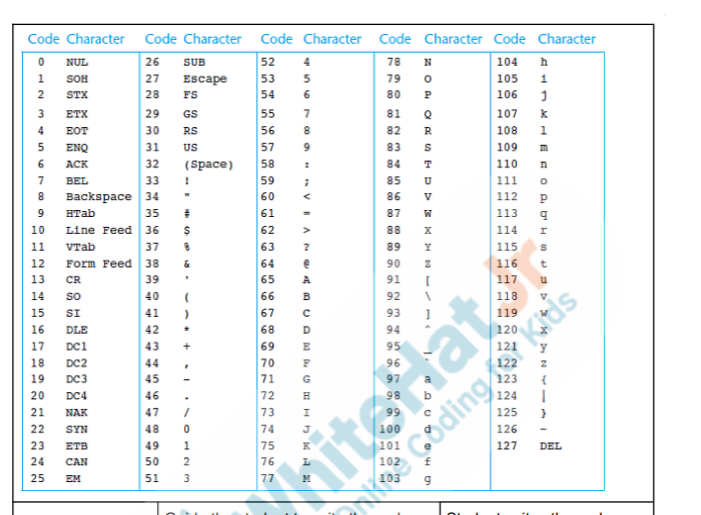 Code Character Code Character Code Character Code Character Code Character
0 NUL 26 SUB 52 4 78 N 104 h
1 SOH 27 Escape 53 5 79 O 105 i
2 STX 28 FS 54 6 80 P 106 j
3 ETX 29 GS 55 7 81 Q 107 k
4 EOT 30 RS 56 8 82 R 108 l
5 ENQ 31 US 57 9 83 S 109 m
6 ACK 32 (Space) 58 : 84 T 110 n
7 BEL 33 ! 59 ; 85 U 111 o
8 Backspace 34 " 60 < 86 V 112 p
9 HTab 35 # 61 = 87 W 113 q
10 Line Feed 36 $ 62 > 88 X 114 r
11 VTab 37 % 63 ? 89 Y 115 s
12 Form Feed 38 & 64 @ 90 Z 116 t
13 CR 39 ' 65 A 91 [ 117 u
14 SO 40 ( 66 B 92 \ 118 v
15 SI 41 ) 67 C 93 ] 119 w
16 DLE 42 * 68 D 94 ^ 120 x
17 DC1 43 + 69 E 95 _ 121 y
18 DC2 44 , 70 F 96 ` 122 z
19 DC3 45 - 71 G 97 a 123 {
20 DC4 46 . 72 H 98 b 124 |
21 NAK 47 / 73 I 99 c 125 }
22 SYN 48 0 74 J 100 d 126 ~
23 ETB 49 1 75 K 101 e 127 DEL
24 CAN 50 2 76 L 102 f
25 EM 51 3 77 M 103 g
WhiteHat Jr
Online Coding for Kids